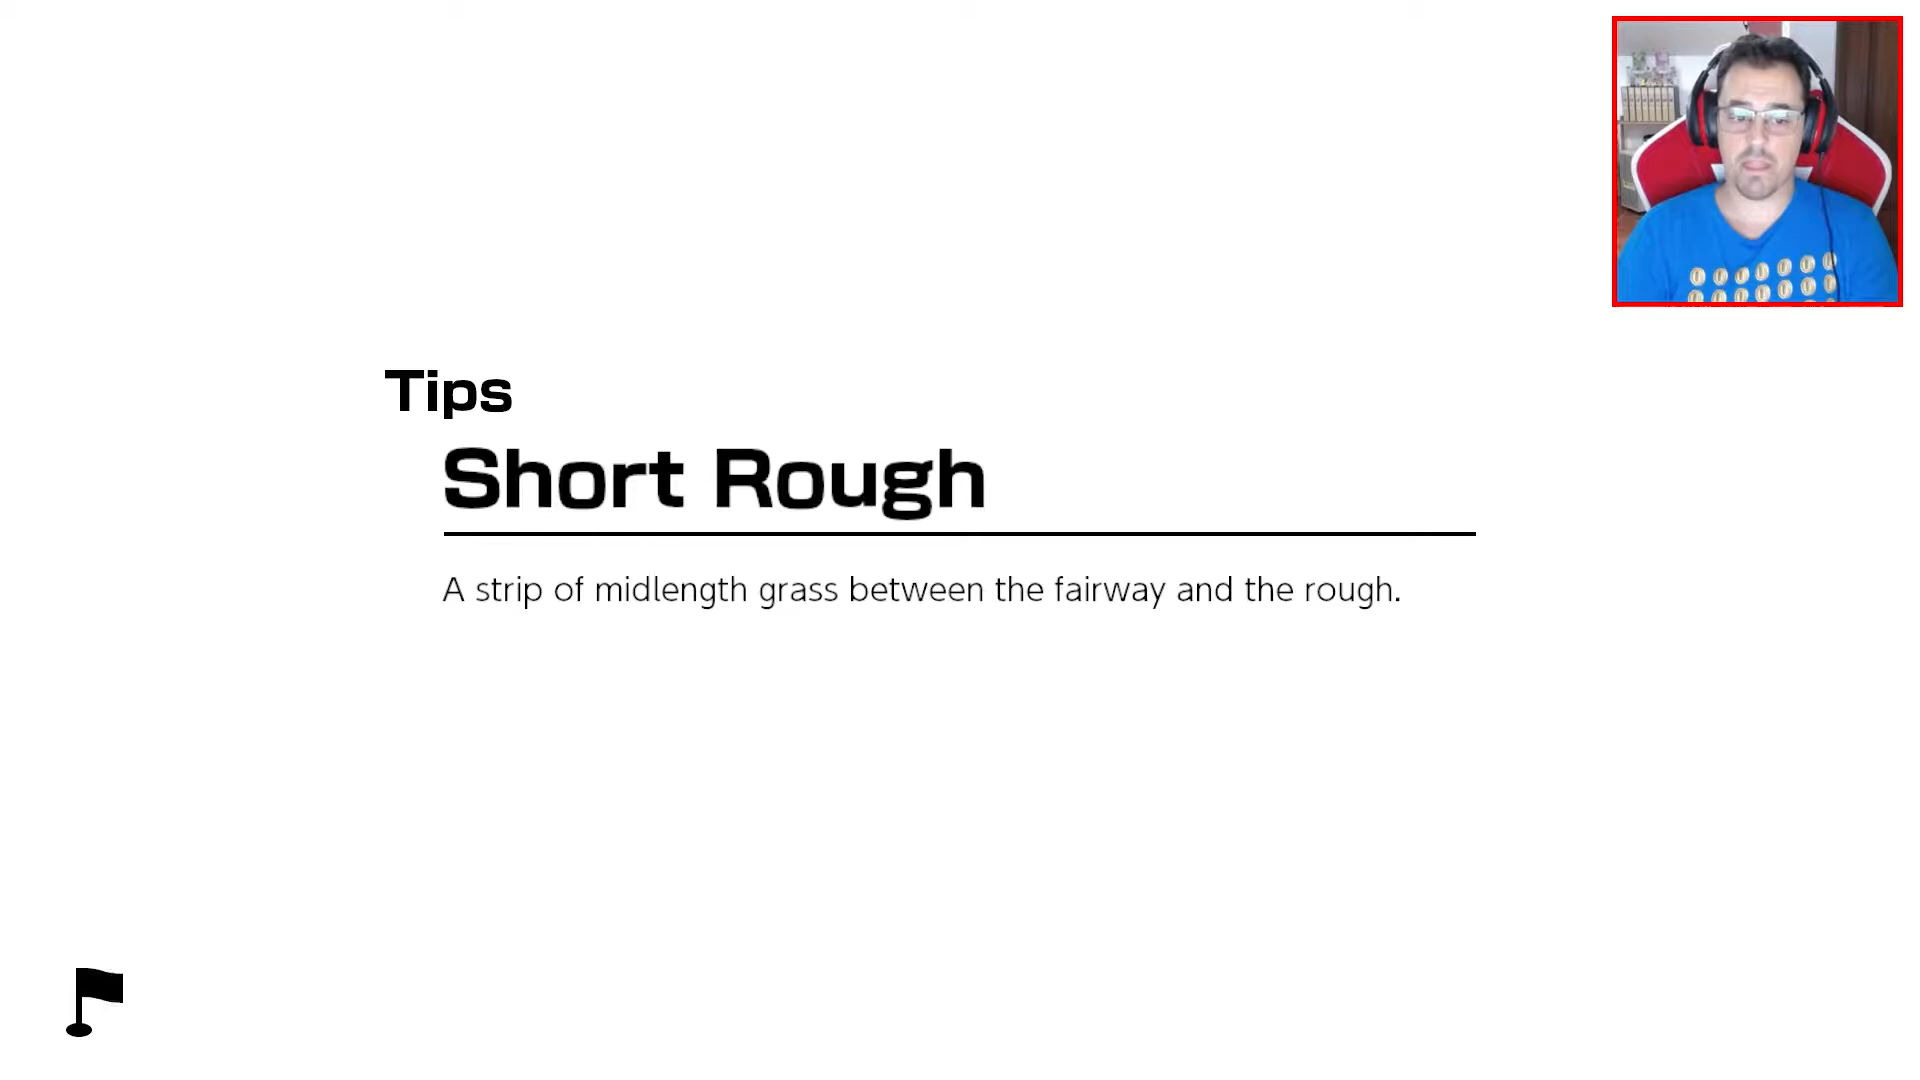 Tips
Short Rough
A strip of midlength grass between the fairway and the rough.